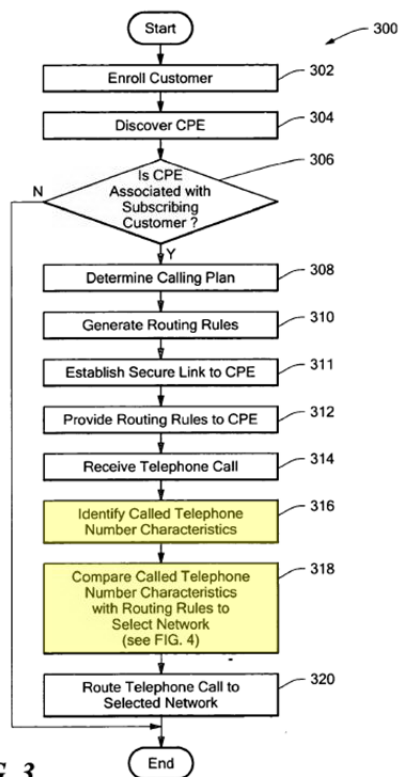 Start
300
Enroll Customer
302
Discover CPE
304
306
Is CPE
Associated with
Subscribing
Customer ?
N
Y
Determine Calling Plan
308
Generate Routing Rules
310
Establish Secure Link to CPE
311
Provide Routing Rules to CPE
312
Receive Telephone Call
314
Identify Called Telephone
Number Characteristics
316
Compare Called Telephone
Number Characteristics
with Routing Rules to
Select Network
(see FIG. 4)
318
Route Telephone Call to
Selected Network
320
End
G. 3